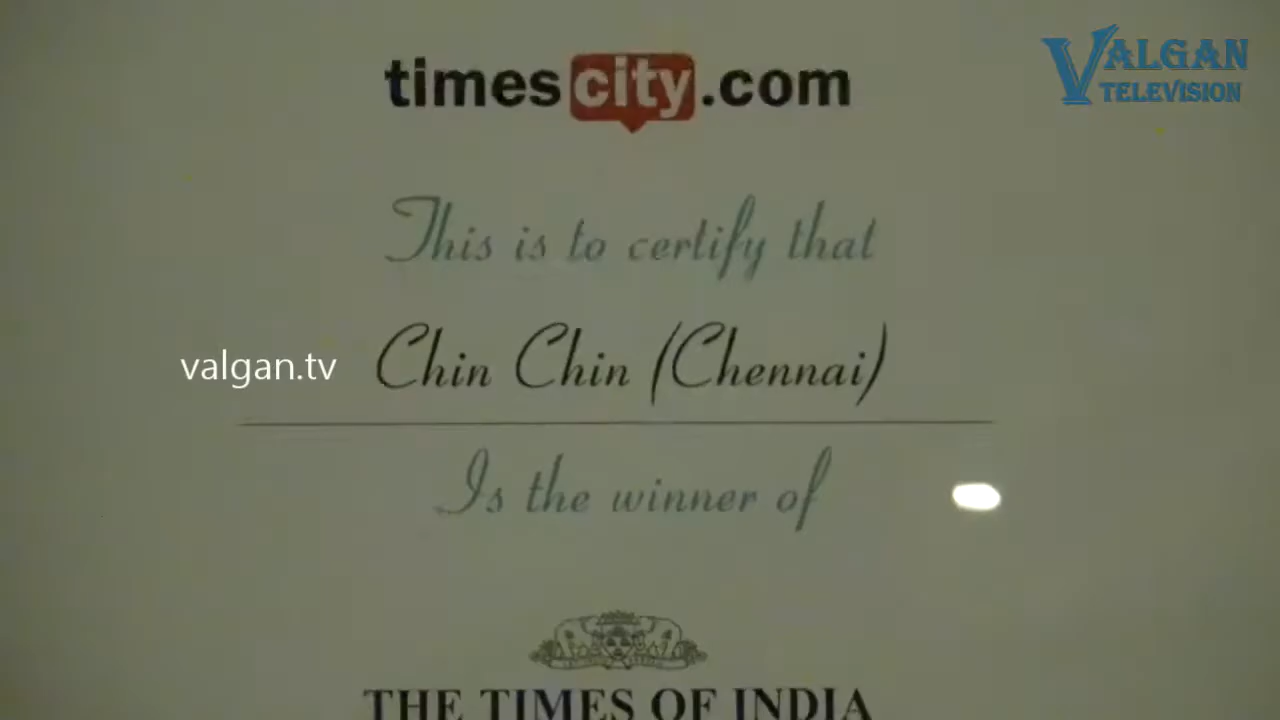 VALGAN
TELEVISION
timescity.com
This is to certify that
valgan.tv
Chin Chin (Chennai)
Is the winner of
THE TIMES OF INDIA